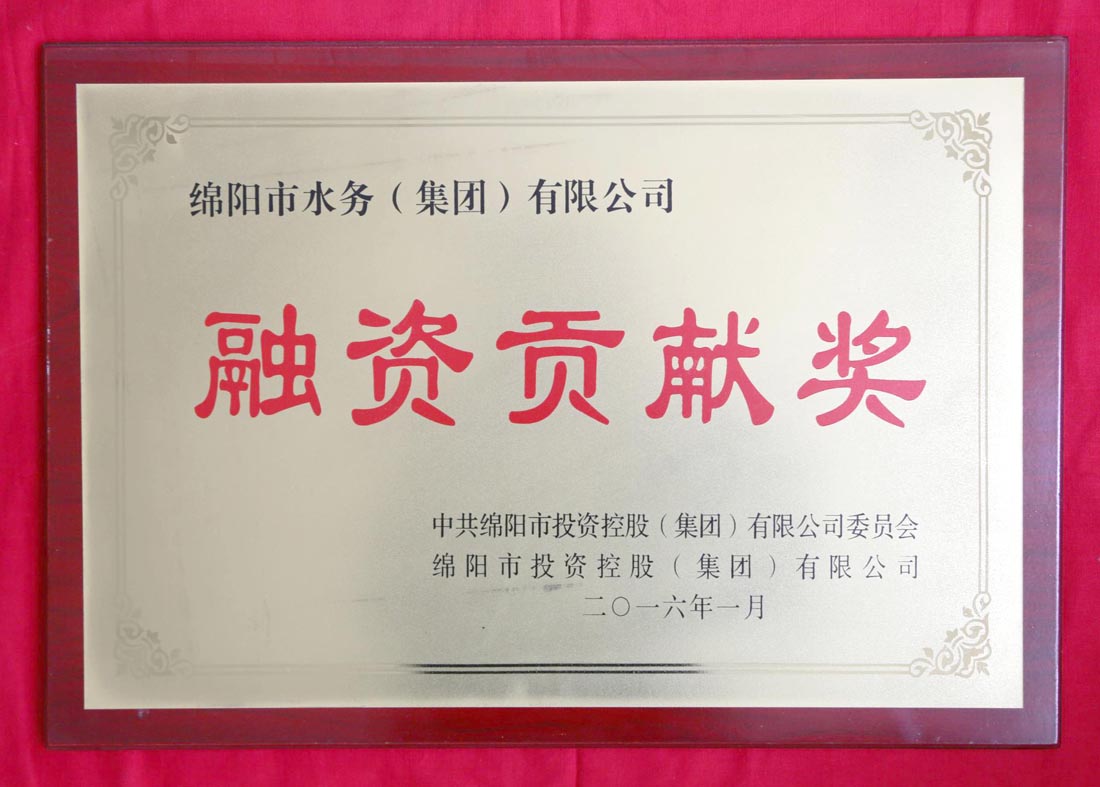 绵阳市水务（集团）有限公司
融资贡献奖
中共绵阳市投资控股（集团）有限公司委员会
绵阳市投资控股（集团）有限公司
二〇一六年一月